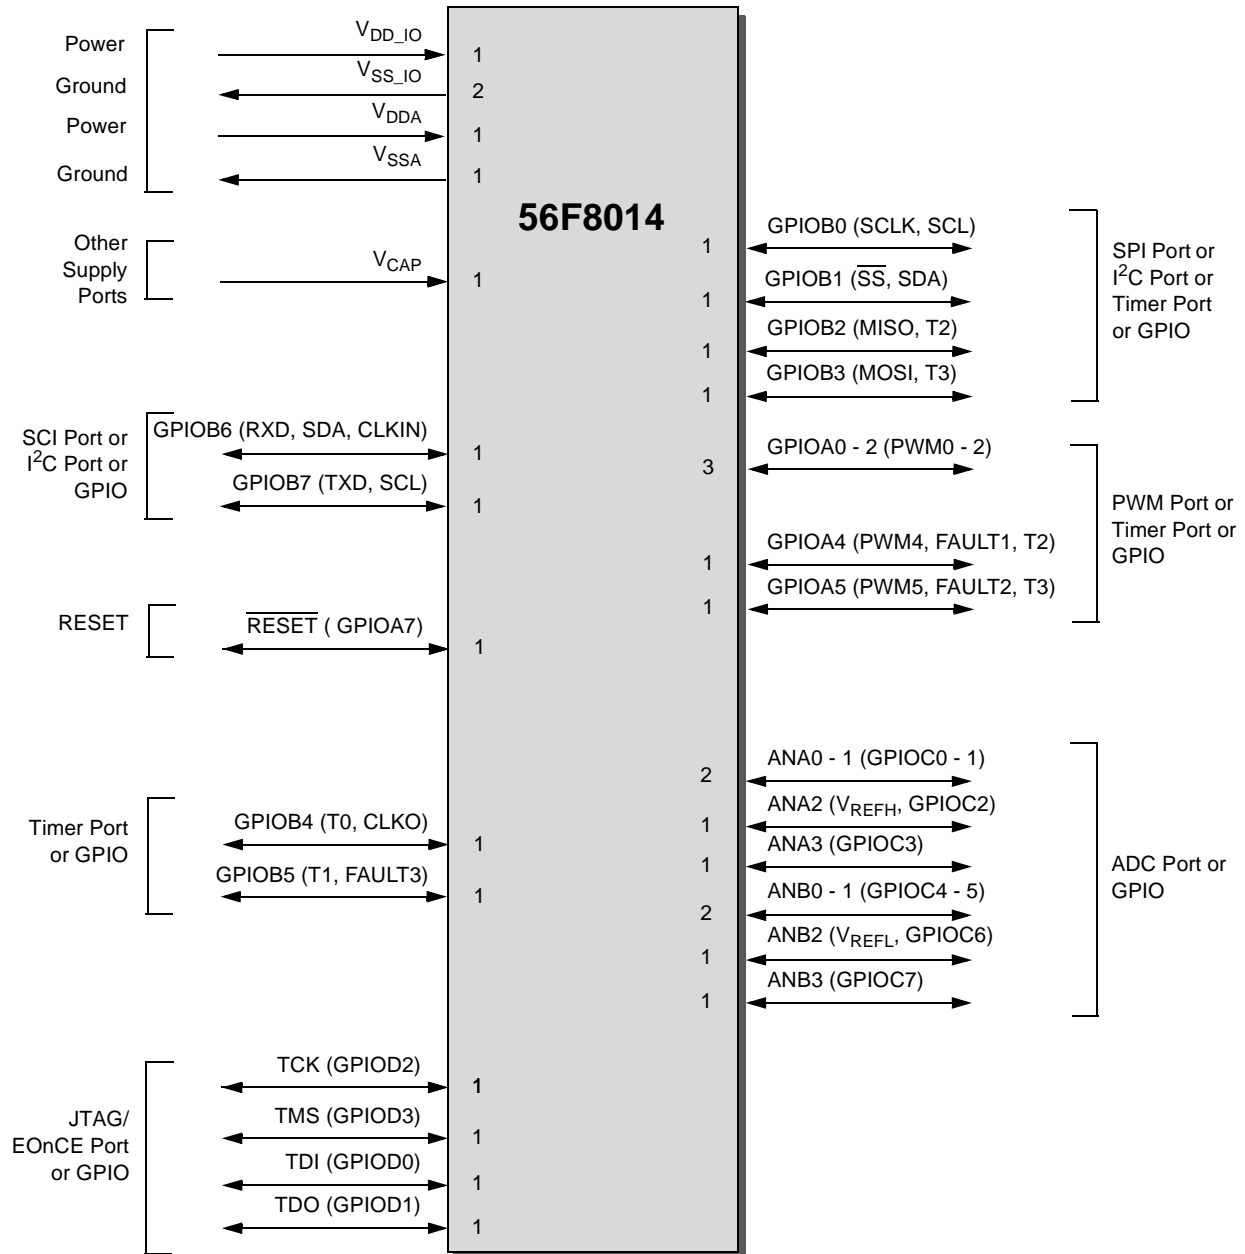 56F8014
Power
V_DD_IO
1
Ground
V_SS_IO
2
Power
V_DDA
1
Ground
V_SSA
1
Other
Supply
Ports
V_CAP
1
SCI Port or
I²C Port or
GPIO
GPIOB6 (RXD, SDA, CLKIN)
1
GPIOB7 (TXD, SCL)
1
RESET
R̅E̅S̅E̅T̅ ( GPIOA7)
1
Timer Port
or GPIO
GPIOB4 (T0, CLKO)
1
GPIOB5 (T1, FAULT3)
1
JTAG/
EOnCE Port
or GPIO
TCK (GPIOD2)
1
TMS (GPIOD3)
1
TDI (GPIOD0)
1
TDO (GPIOD1)
1
1
GPIOB0 (SCLK, SCL)
1
GPIOB1 (S̅S̅, SDA)
1
GPIOB2 (MISO, T2)
1
GPIOB3 (MOSI, T3)
SPI Port or
I²C Port or
Timer Port
or GPIO
3
GPIOA0 - 2 (PWM0 - 2)
1
GPIOA4 (PWM4, FAULT1, T2)
1
GPIOA5 (PWM5, FAULT2, T3)
PWM Port or
Timer Port or
GPIO
2
ANA0 - 1 (GPIOC0 - 1)
1
ANA2 (V_REFH, GPIOC2)
1
ANA3 (GPIOC3)
2
ANB0 - 1 (GPIOC4 - 5)
1
ANB2 (V_REFL, GPIOC6)
1
ANB3 (GPIOC7)
ADC Port or
GPIO